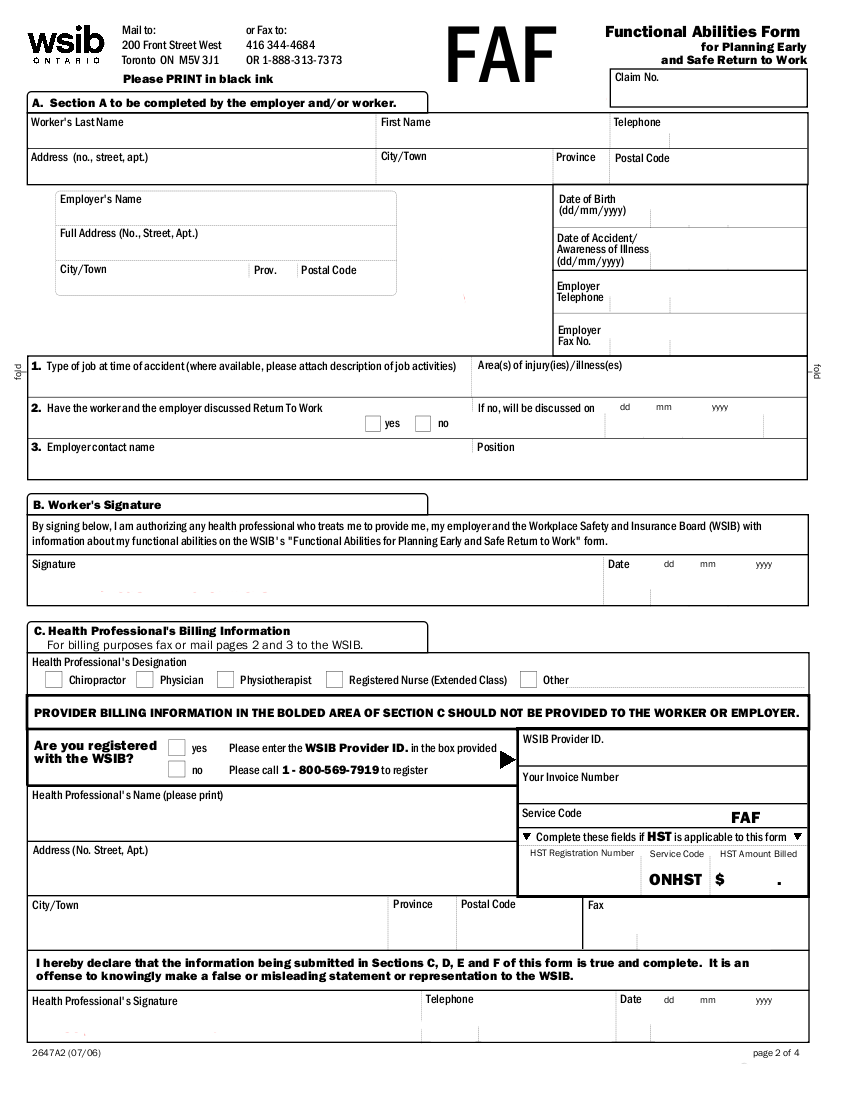 wsib
ONTARIO
Mail to:
200 Front Street West
Toronto ON M5V 3J1
or Fax to:
416 344-4684
OR 1-888-313-7373
Please PRINT in black ink
FAF
Functional Abilities Form
for Planning Early
and Safe Return to Work
Claim No.
A. Section A to be completed by the employer and/or worker.
Worker's Last Name First Name Telephone
Address (no., street, apt.) City/Town Province Postal Code
Employer's Name
Full Address (No., Street, Apt.)
City/Town Prov. Postal Code
Date of Birth
(dd/mm/yyyy)
Date of Accident/
Awareness of Illness
(dd/mm/yyyy)
Employer
Telephone
Employer
Fax No.
fold
fold
1. Type of job at time of accident (where available, please attach description of job activities) Area(s) of injury(ies)/illness(es)
2. Have the worker and the employer discussed Return To Work yes no If no, will be discussed on dd mm yyyy
3. Employer contact name Position
B. Worker's Signature
By signing below, I am authorizing any health professional who treats me to provide me, my employer and the Workplace Safety and Insurance Board (WSIB) with
information about my functional abilities on the WSIB's "Functional Abilities for Planning Early and Safe Return to Work" form.
Signature Date dd mm yyyy
C. Health Professional's Billing Information
For billing purposes fax or mail pages 2 and 3 to the WSIB.
Health Professional's Designation
Chiropractor Physician Physiotherapist Registered Nurse (Extended Class) Other
PROVIDER BILLING INFORMATION IN THE BOLDED AREA OF SECTION C SHOULD NOT BE PROVIDED TO THE WORKER OR EMPLOYER.
Are you registered
with the WSIB?
yes Please enter the WSIB Provider ID. in the box provided
no Please call 1 - 800-569-7919 to register
WSIB Provider ID.
Your Invoice Number
Service Code FAF
▼ Complete these fields if HST is applicable to this form ▼
HST Registration Number Service Code HST Amount Billed
ONHST $ .
Health Professional's Name (please print)
Address (No. Street, Apt.)
City/Town Province Postal Code Fax
I hereby declare that the information being submitted in Sections C, D, E and F of this form is true and complete. It is an
offense to knowingly make a false or misleading statement or representation to the WSIB.
Health Professional's Signature Telephone Date dd mm yyyy
2647A2 (07/06) page 2 of 4